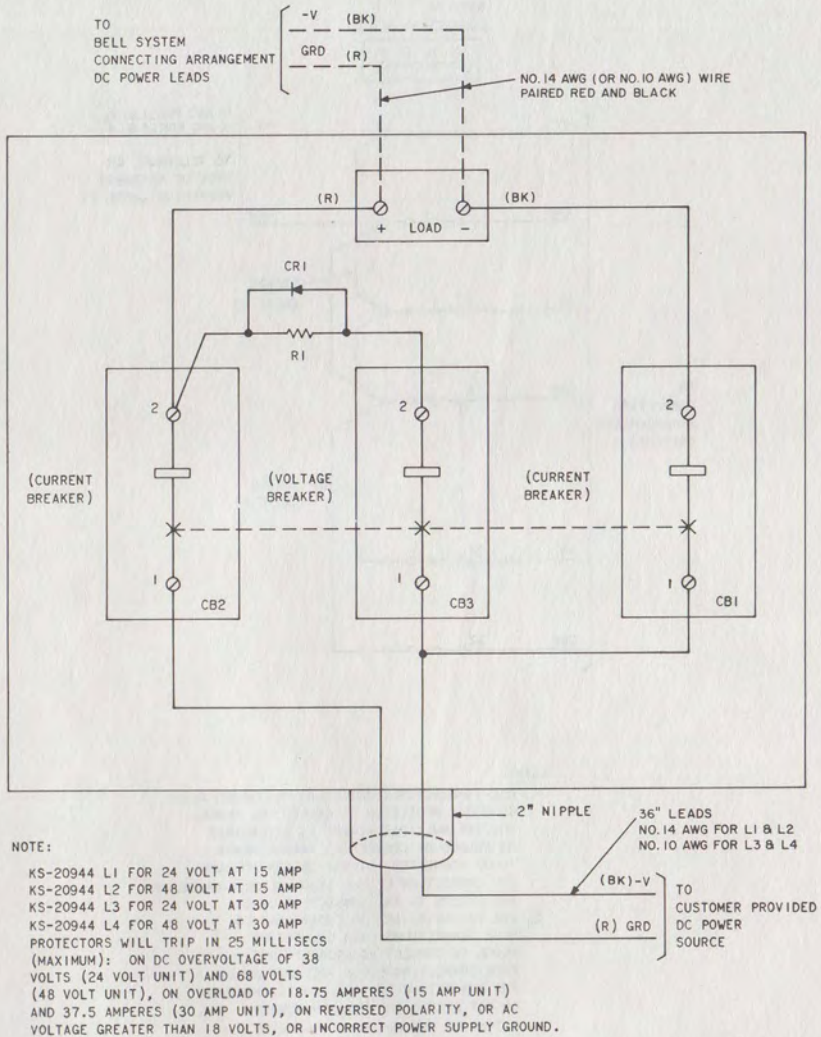 TO
BELL SYSTEM
CONNECTING ARRANGEMENT
DC POWER LEADS
-V (BK)
GRD (R)
NO. 14 AWG (OR NO. 10 AWG) WIRE
PAIRED RED AND BLACK
(R)
(BK)
+ LOAD -
CR1
R1
2
2
2
(CURRENT
BREAKER)
(VOLTAGE
BREAKER)
(CURRENT
BREAKER)
1
1
1
CB2
CB3
CB1
2" NIPPLE
36" LEADS
NO. 14 AWG FOR L1 & L2
NO. 10 AWG FOR L3 & L4
(BK)-V
(R) GRD
TO
CUSTOMER PROVIDED
DC POWER
SOURCE
NOTE:
KS-20944 L1 FOR 24 VOLT AT 15 AMP
KS-20944 L2 FOR 48 VOLT AT 15 AMP
KS-20944 L3 FOR 24 VOLT AT 30 AMP
KS-20944 L4 FOR 48 VOLT AT 30 AMP
PROTECTORS WILL TRIP IN 25 MILLISECS
(MAXIMUM): ON DC OVERVOLTAGE OF 38
VOLTS (24 VOLT UNIT) AND 68 VOLTS
(48 VOLT UNIT), ON OVERLOAD OF 18.75 AMPERES (15 AMP UNIT)
AND 37.5 AMPERES (30 AMP UNIT), ON REVERSED POLARITY, OR AC
VOLTAGE GREATER THAN 18 VOLTS, OR INCORRECT POWER SUPPLY GROUND.